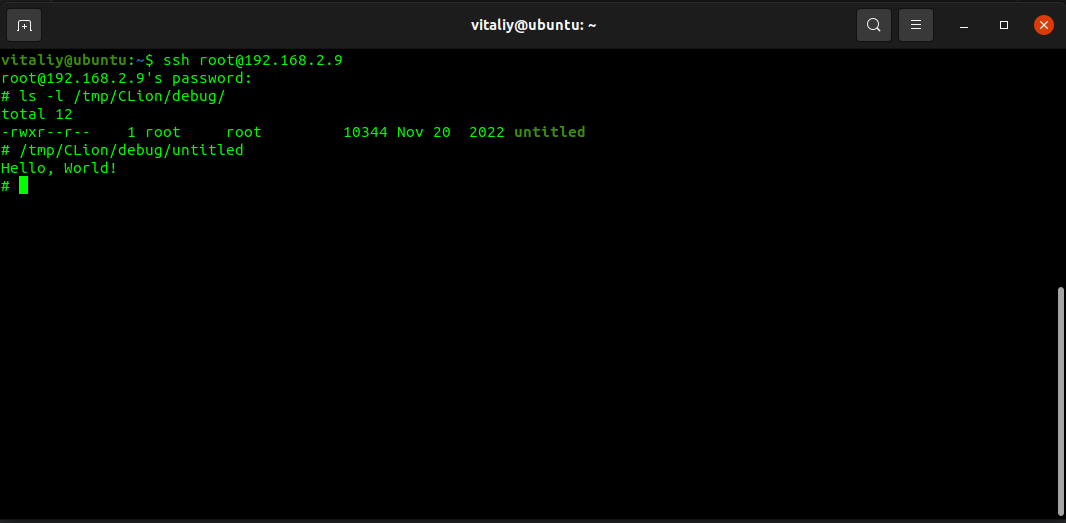 vitaliy@ubuntu: ~
vitaliy@ubuntu:~$ ssh root@192.168.2.9
root@192.168.2.9's password:
# ls -l /tmp/CLion/debug/
total 12
-rwxr--r--    1 root     root         10344 Nov 20  2022 untitled
# /tmp/CLion/debug/untitled
Hello, World!
#